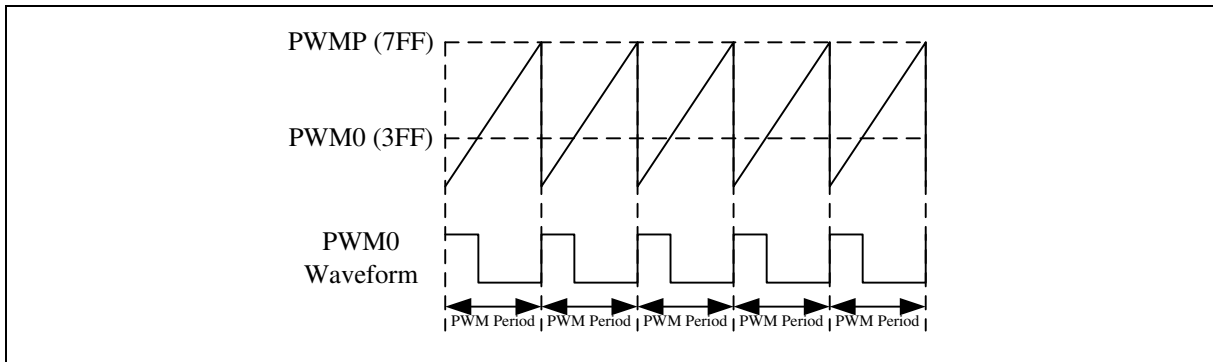 PWMP (7FF)
PWM0 (3FF)
PWM0
Waveform
PWM Period PWM Period PWM Period PWM Period PWM Period